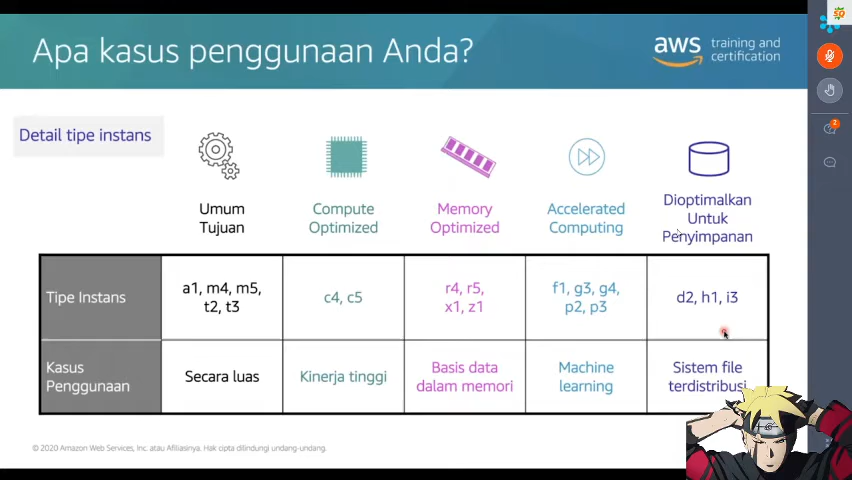 Apa kasus penggunaan Anda?
aws training and
certification
Detail tipe instans
Umum
Tujuan
Compute
Optimized
Memory
Optimized
Accelerated
Computing
Dioptimalkan
Untuk
Penyimpanan
Tipe Instans
a1, m4, m5,
t2, t3
c4, c5
r4, r5,
x1, z1
f1, g3, g4,
p2, p3
d2, h1, i3
Kasus
Penggunaan
Secara luas
Kinerja tinggi
Basis data
dalam memori
Machine
learning
Sistem file
terdistribusi
© 2020 Amazon Web Services, Inc. atau Afiliasinya. Hak cipta dilindungi undang-undang.
2